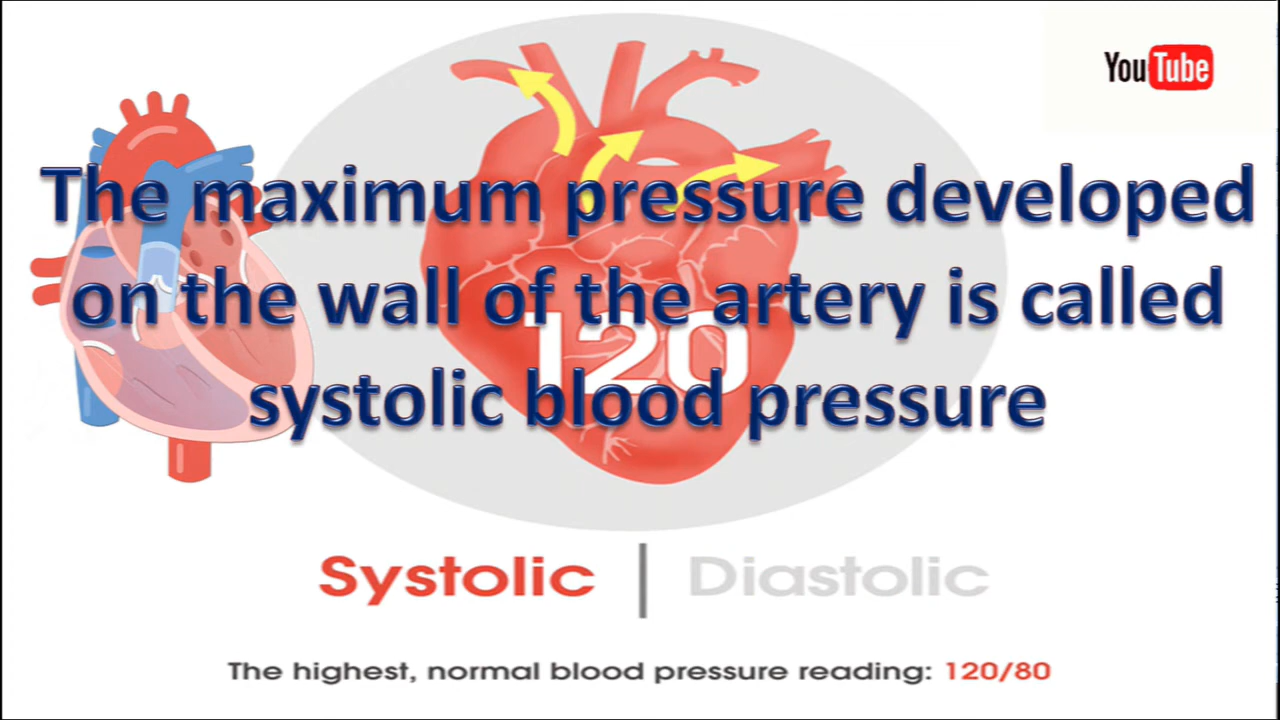 YouTube
The maximum pressure developed
on the wall of the artery is called
120
systolic blood pressure
Systolic | Diastolic
The highest, normal blood pressure reading: 120/80